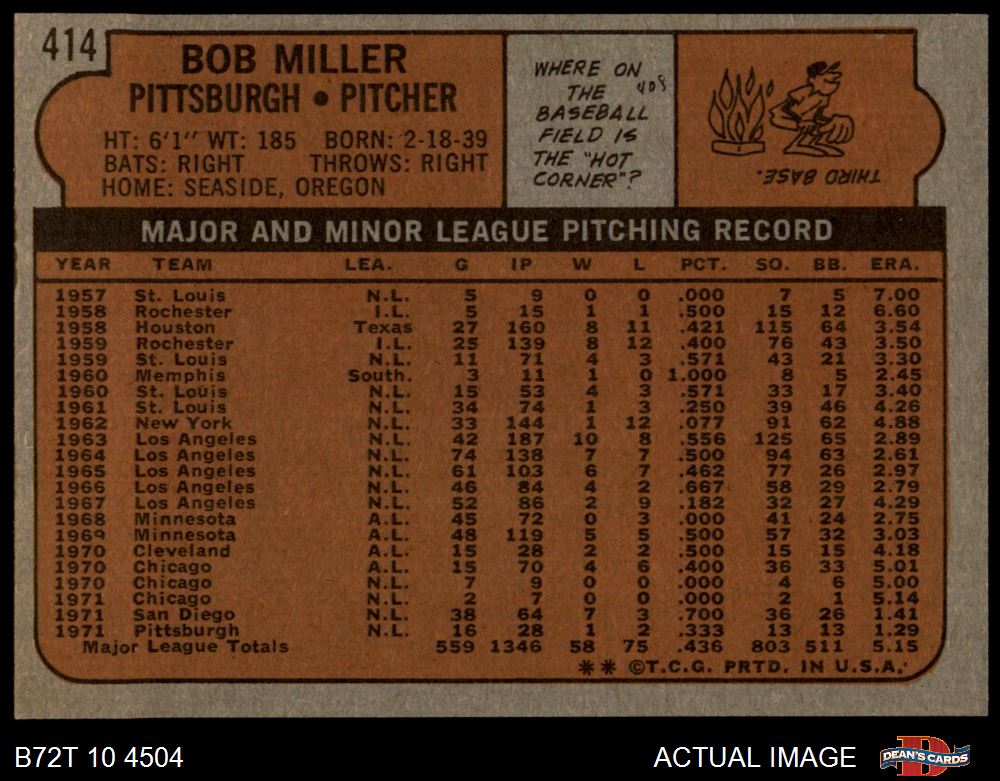 414
BOB MILLER
PITTSBURGH • PITCHER
HT: 6'1" WT: 185 BORN: 2-18-39
BATS: RIGHT THROWS: RIGHT
HOME: SEASIDE, OREGON
WHERE ON
THE
BASEBALL
FIELD IS
THE "HOT
CORNER"?
408
THIRD BASE.
MAJOR AND MINOR LEAGUE PITCHING RECORD
YEAR TEAM LEA. G IP W L PCT. SO. BB. ERA.
1957 St. Louis N.L. 5 9 0 0 .000 7 5 7.00
1958 Rochester I.L. 5 15 1 1 .500 15 12 6.60
1958 Houston Texas 27 160 8 11 .421 115 64 3.54
1959 Rochester I.L. 25 139 8 12 .400 76 43 3.50
1959 St. Louis N.L. 11 71 4 3 .571 43 21 3.30
1960 Memphis South. 3 11 1 0 1.000 8 5 2.45
1960 St. Louis N.L. 15 53 4 3 .571 33 17 3.40
1961 St. Louis N.L. 34 74 1 3 .250 39 46 4.26
1962 New York N.L. 33 144 1 12 .077 91 62 4.88
1963 Los Angeles N.L. 42 187 10 8 .556 125 65 2.89
1964 Los Angeles N.L. 74 138 7 7 .500 94 63 2.61
1965 Los Angeles N.L. 61 103 6 7 .462 77 26 2.97
1966 Los Angeles N.L. 46 84 4 2 .667 58 29 2.79
1967 Los Angeles N.L. 52 86 2 9 .182 32 27 4.29
1968 Minnesota A.L. 45 72 0 3 .000 41 24 2.75
1969 Minnesota A.L. 48 119 5 5 .500 57 32 3.03
1970 Cleveland A.L. 15 28 2 2 .500 15 15 4.18
1970 Chicago A.L. 15 70 4 6 .400 36 33 5.01
1970 Chicago N.L. 7 9 0 0 .000 4 6 5.00
1971 Chicago N.L. 2 7 0 0 .000 2 1 5.14
1971 San Diego N.L. 38 64 7 3 .700 36 26 1.41
1971 Pittsburgh N.L. 16 28 1 2 .333 13 13 1.29
Major League Totals 559 1346 58 75 .436 803 511 5.15
** ©T.C.G. PRTD. IN U.S.A.
B72T 10 4504 ACTUAL IMAGE DEAN'S CARDS